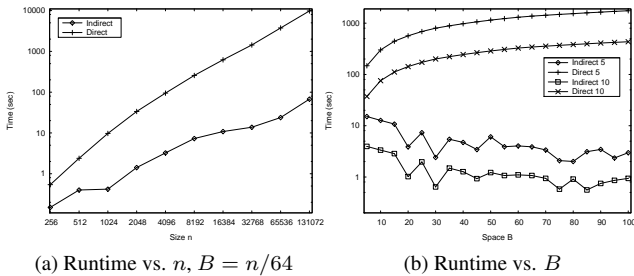 10000
1000
100
10
1
Time (sec)
Indirect
Direct
256 512 1024 2048 4096 8192 16384 32768 65536 131072
Size n
(a) Runtime vs. n, B = n/64
1000
100
10
1
Time (sec)
Indirect 5
Direct 5
Indirect 10
Direct 10
10 20 30 40 50 60 70 80 90 100
Space B
(b) Runtime vs. B